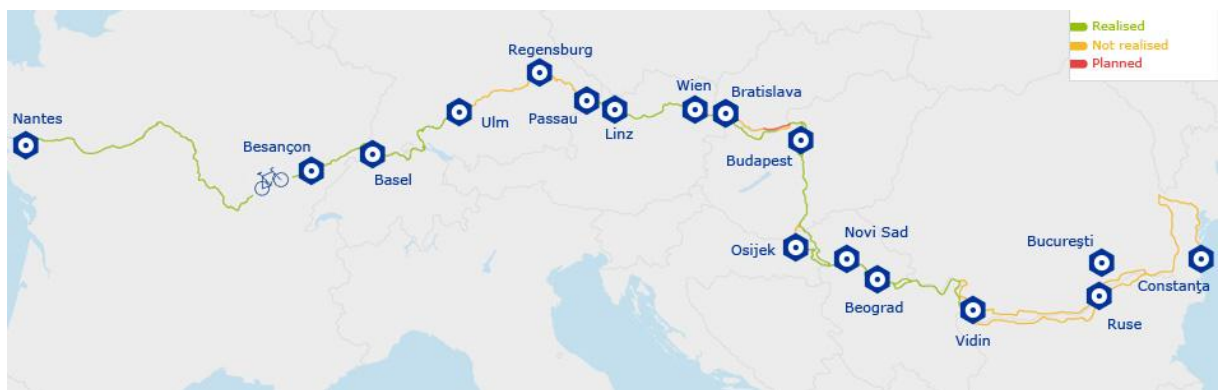 Realised
Not realised
Planned
Regensburg
Wien
Bratislava
Nantes
Ulm
Passau
Linz
Besançon
Basel
Budapest
Novi Sad
Osijek
Bucureşti
Constanţa
Beograd
Ruse
Vidin